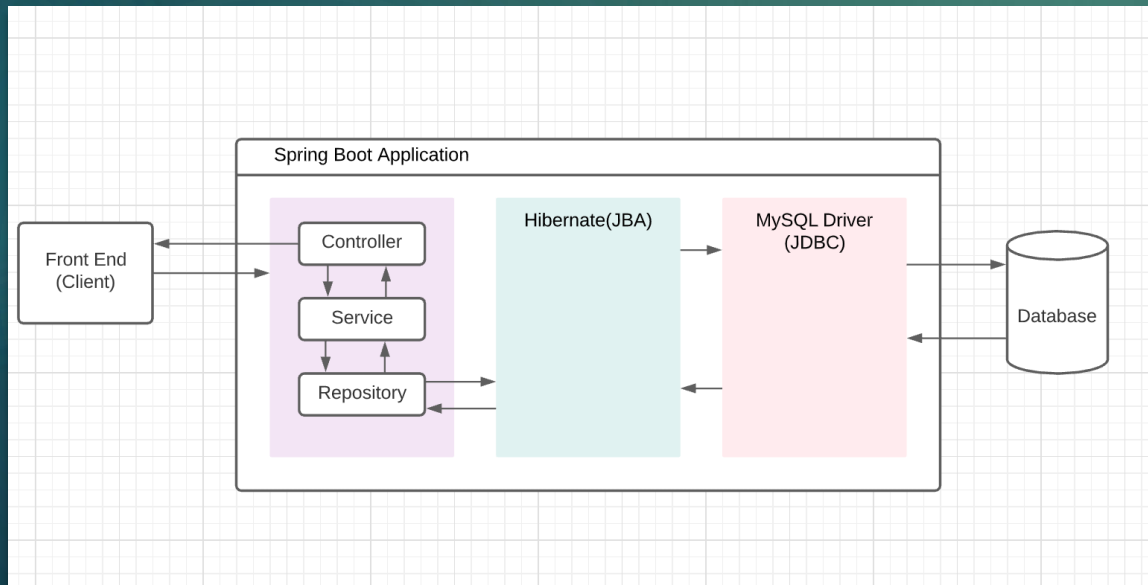 Spring Boot Application
Front End
(Client)
Controller
Service
Repository
Hibernate(JBA)
MySQL Driver
(JDBC)
Database